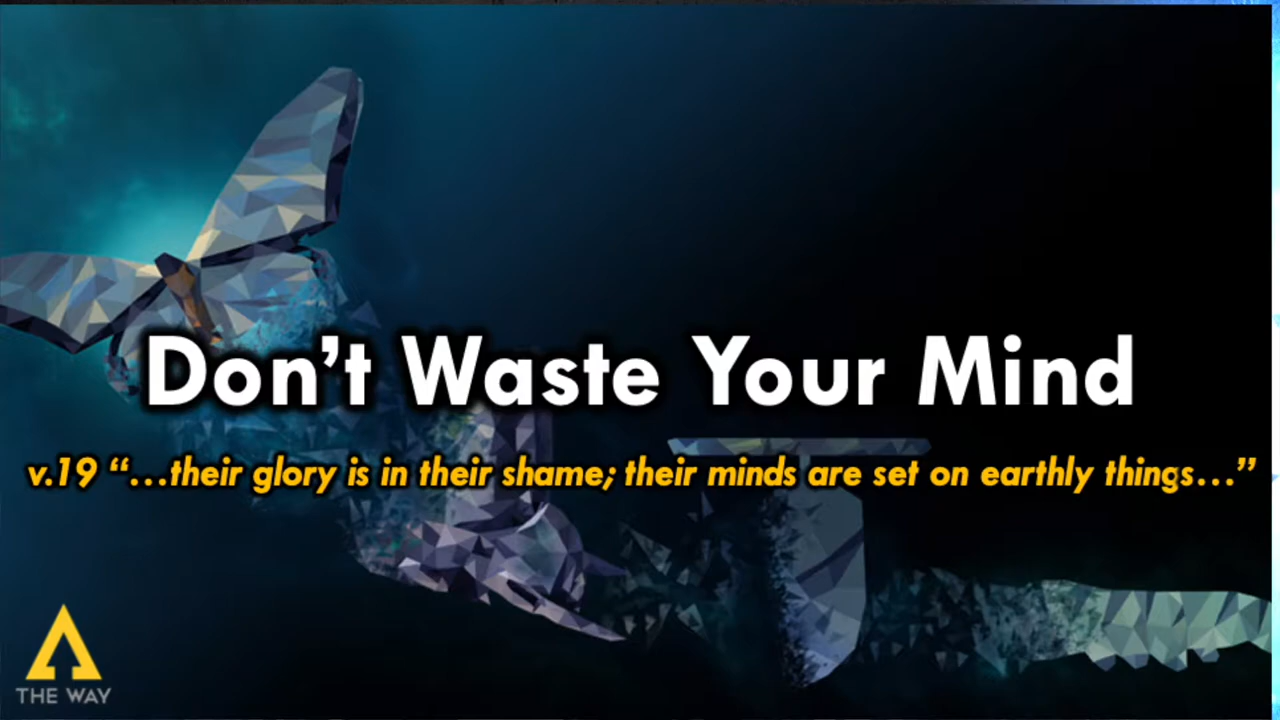 Don’t Waste Your Mind
v.19 “…their glory is in their shame; their minds are set on earthly things…”
THE WAY